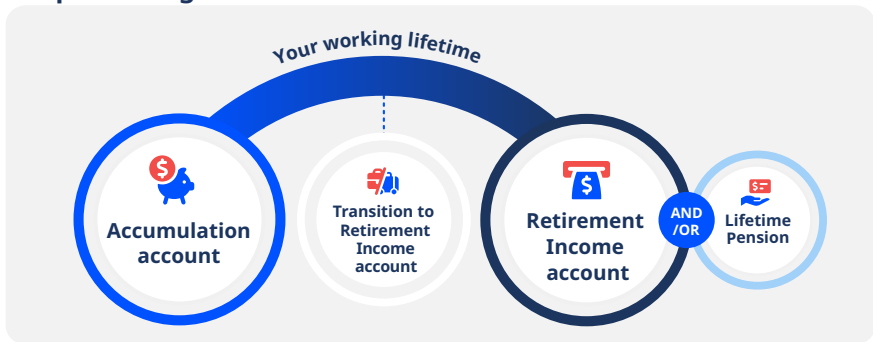 Your working lifetime
$
Accumulation
account
Transition to
Retirement
Income
account
$
Retirement
Income
account
AND
/OR
$
Lifetime
Pension